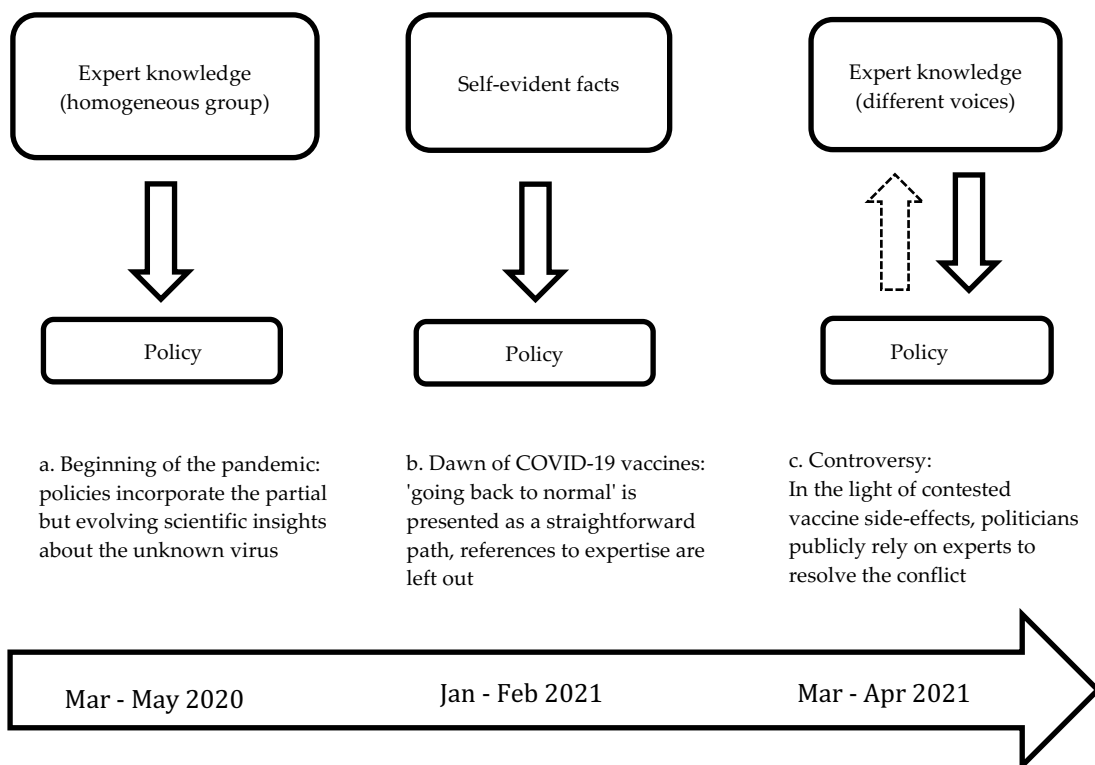 Expert knowledge
(homogeneous group)
Self-evident facts
Expert knowledge
(different voices)
Policy
Policy
Policy
a. Beginning of the pandemic:
policies incorporate the partial
but evolving scientific insights
about the unknown virus
b. Dawn of COVID-19 vaccines:
'going back to normal' is
presented as a straightforward
path, references to expertise are
left out
c. Controversy:
In the light of contested
vaccine side-effects, politicians
publicly rely on experts to
resolve the conflict
Mar - May 2020
Jan - Feb 2021
Mar - Apr 2021